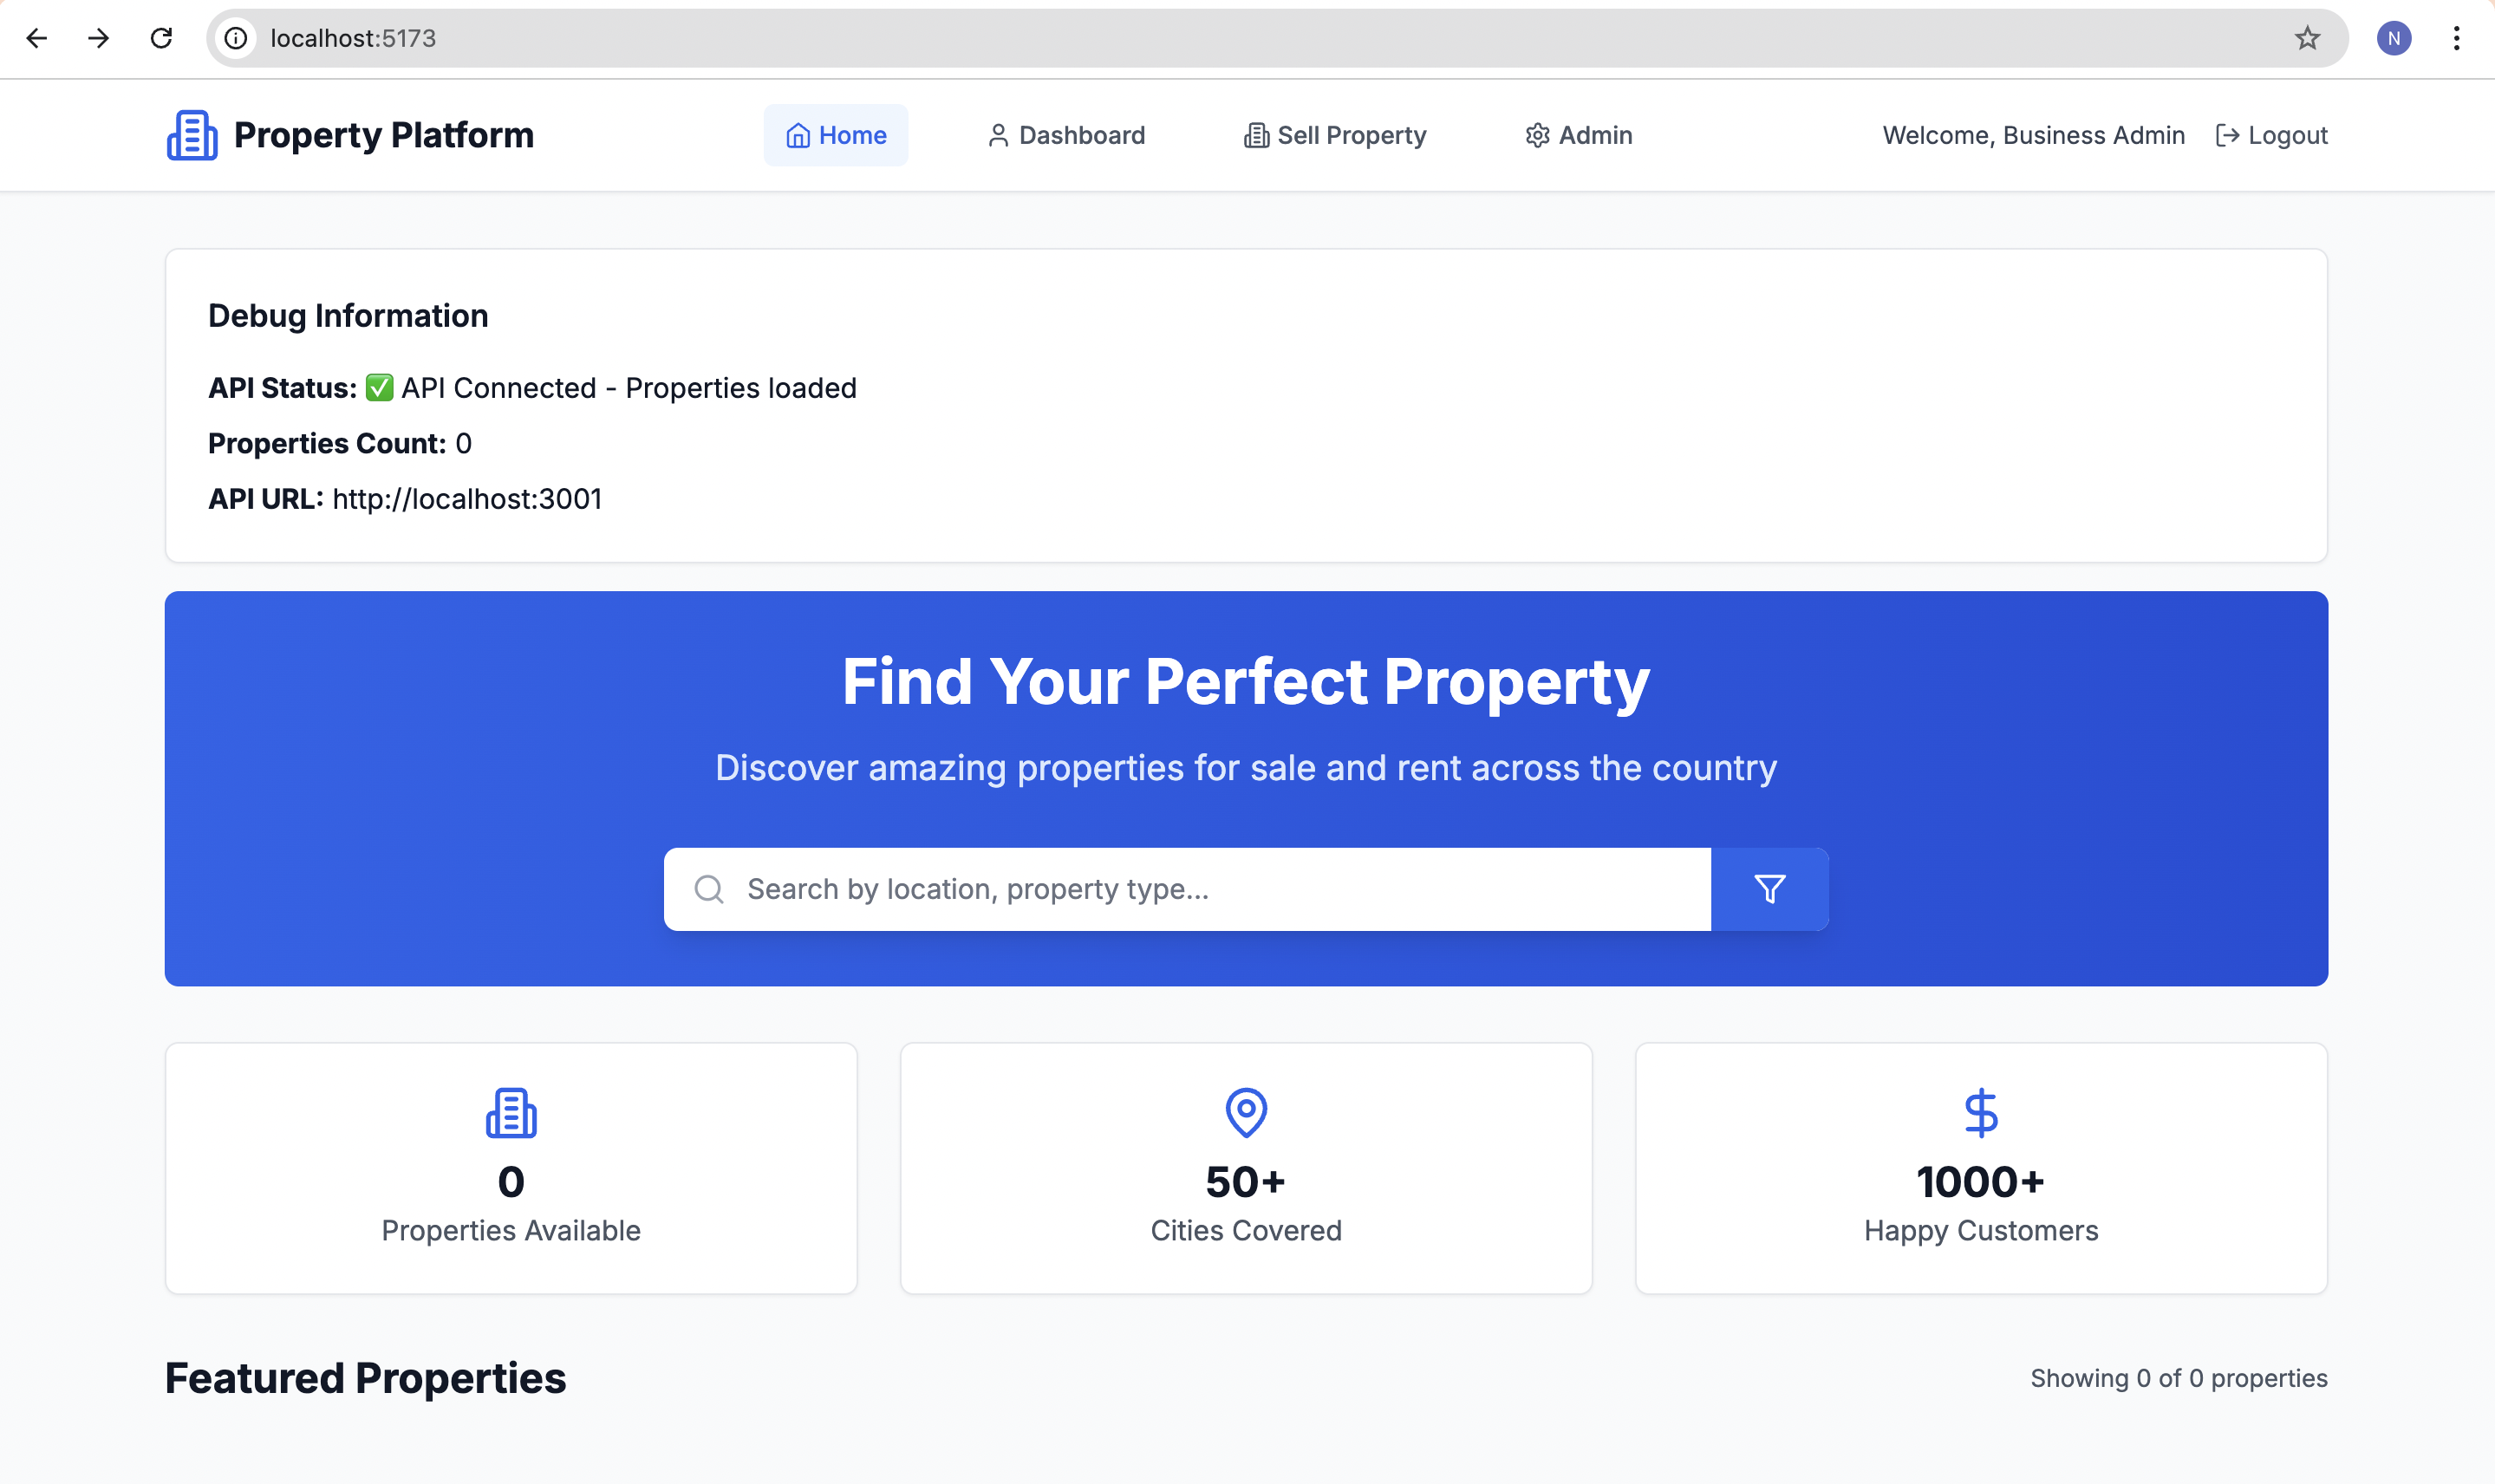 localhost:5173
N
Property Platform
Home
Dashboard
Sell Property
Admin
Welcome, Business Admin
Logout
Debug Information
API Status: ✅ API Connected - Properties loaded
Properties Count: 0
API URL: http://localhost:3001
Find Your Perfect Property
Discover amazing properties for sale and rent across the country
Search by location, property type...
0
Properties Available
50+
Cities Covered
1000+
Happy Customers
Featured Properties
Showing 0 of 0 properties